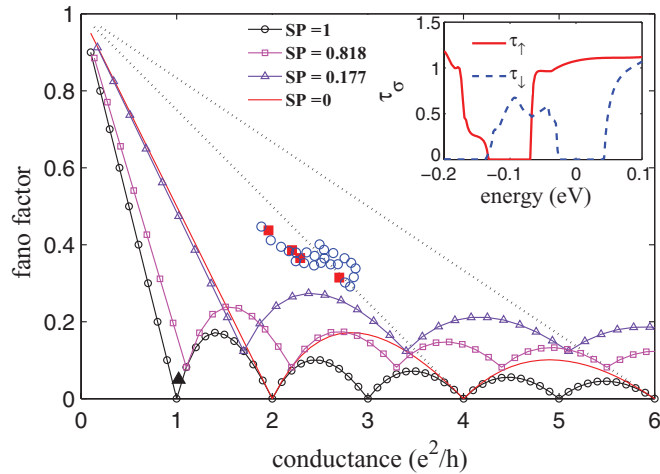 SP =1
SP = 0.818
SP = 0.177
SP =0
τ↑
τ↓
τσ
1.5
1
0.5
0
−0.2
−0.1
0
0.1
energy (eV)
fano factor
0.8
0.6
0.4
0.2
0
0
1
2
3
4
5
6
conductance (e²/h)